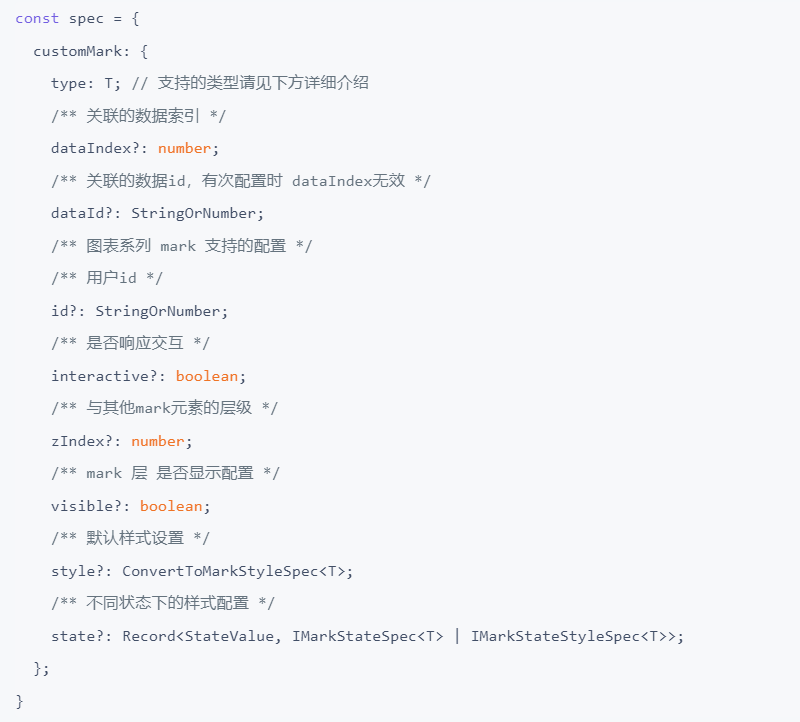 const spec = {
  customMark: {
    type: T; // 支持的类型请见下方详细介绍
    /** 关联的数据索引 */
    dataIndex?: number;
    /** 关联的数据id，有次配置时 dataIndex无效 */
    dataId?: StringOrNumber;
    /** 图表系列 mark 支持的配置 */
    /** 用户id */
    id?: StringOrNumber;
    /** 是否响应交互 */
    interactive?: boolean;
    /** 与其他mark元素的层级 */
    zIndex?: number;
    /** mark 层 是否显示配置 */
    visible?: boolean;
    /** 默认样式设置 */
    style?: ConvertToMarkStyleSpec<T>;
    /** 不同状态下的样式配置 */
    state?: Record<StateValue, IMarkStateSpec<T> | IMarkStateStyleSpec<T>>;
  };
}